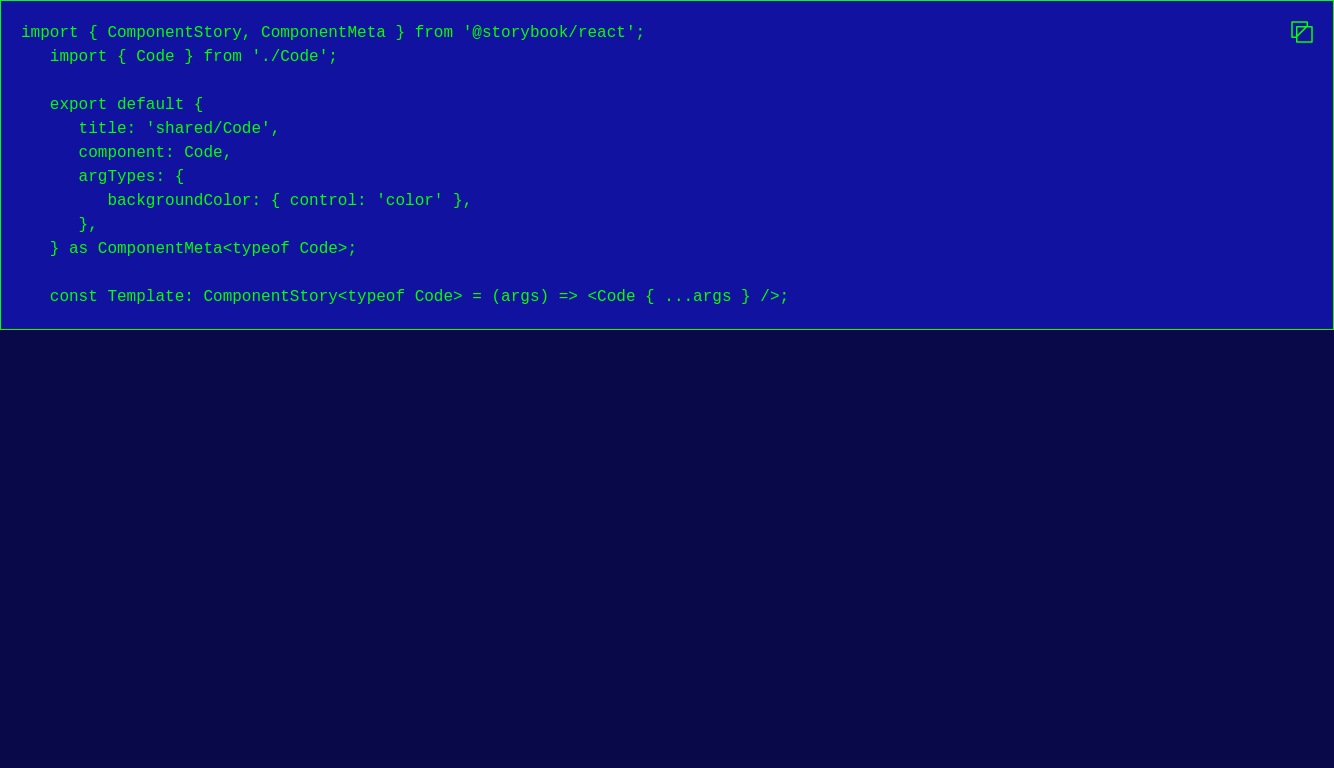 import { ComponentStory, ComponentMeta } from '@storybook/react';
   import { Code } from './Code';

   export default {
      title: 'shared/Code',
      component: Code,
      argTypes: {
         backgroundColor: { control: 'color' },
      },
   } as ComponentMeta<typeof Code>;

   const Template: ComponentStory<typeof Code> = (args) => <Code { ...args } />;